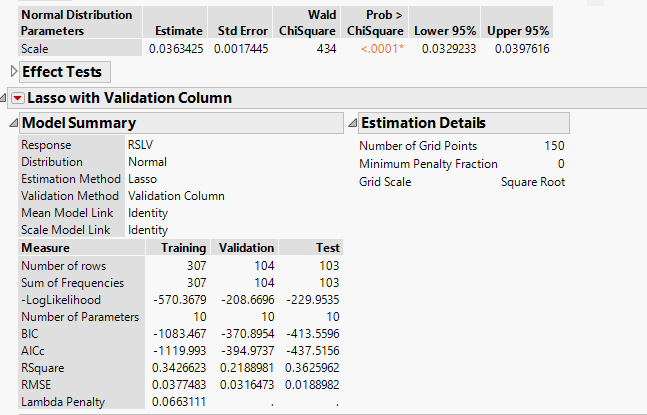 Normal Distribution Wald Prob >
Parameters Estimate Std Error ChiSquare ChiSquare Lower 95% Upper 95%
Scale 0.0363425 0.0017445 434 <.0001* 0.0329233 0.0397616
Effect Tests
Lasso with Validation Column
Model Summary
Response RSLV
Distribution Normal
Estimation Method Lasso
Validation Method Validation Column
Mean Model Link Identity
Scale Model Link Identity
Measure Training Validation Test
Number of rows 307 104 103
Sum of Frequencies 307 104 103
-LogLikelihood -570.3679 -208.6696 -229.9535
Number of Parameters 10 10 10
BIC -1083.467 -370.8954 -413.5596
AICc -1119.993 -394.9737 -437.5156
RSquare 0.3426623 0.2188981 0.3625962
RMSE 0.0377483 0.0316473 0.0188982
Lambda Penalty 0.0663111 . .
Estimation Details
Number of Grid Points 150
Minimum Penalty Fraction 0
Grid Scale Square Root